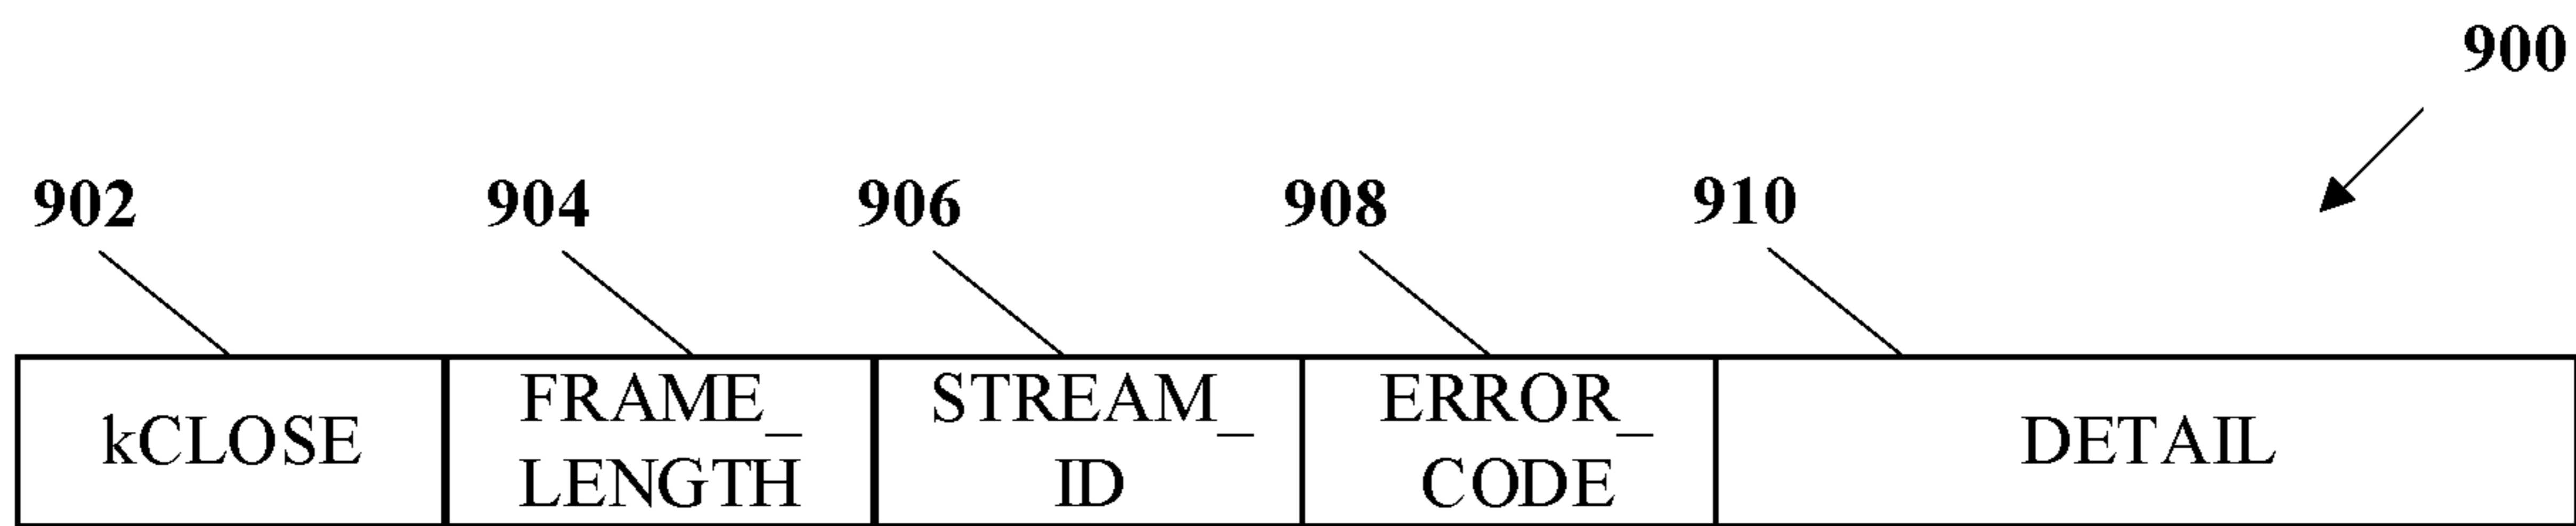 900
902
904
906
908
910
kCLOSE
FRAME_
LENGTH
STREAM_
ID
ERROR_
CODE
DETAIL